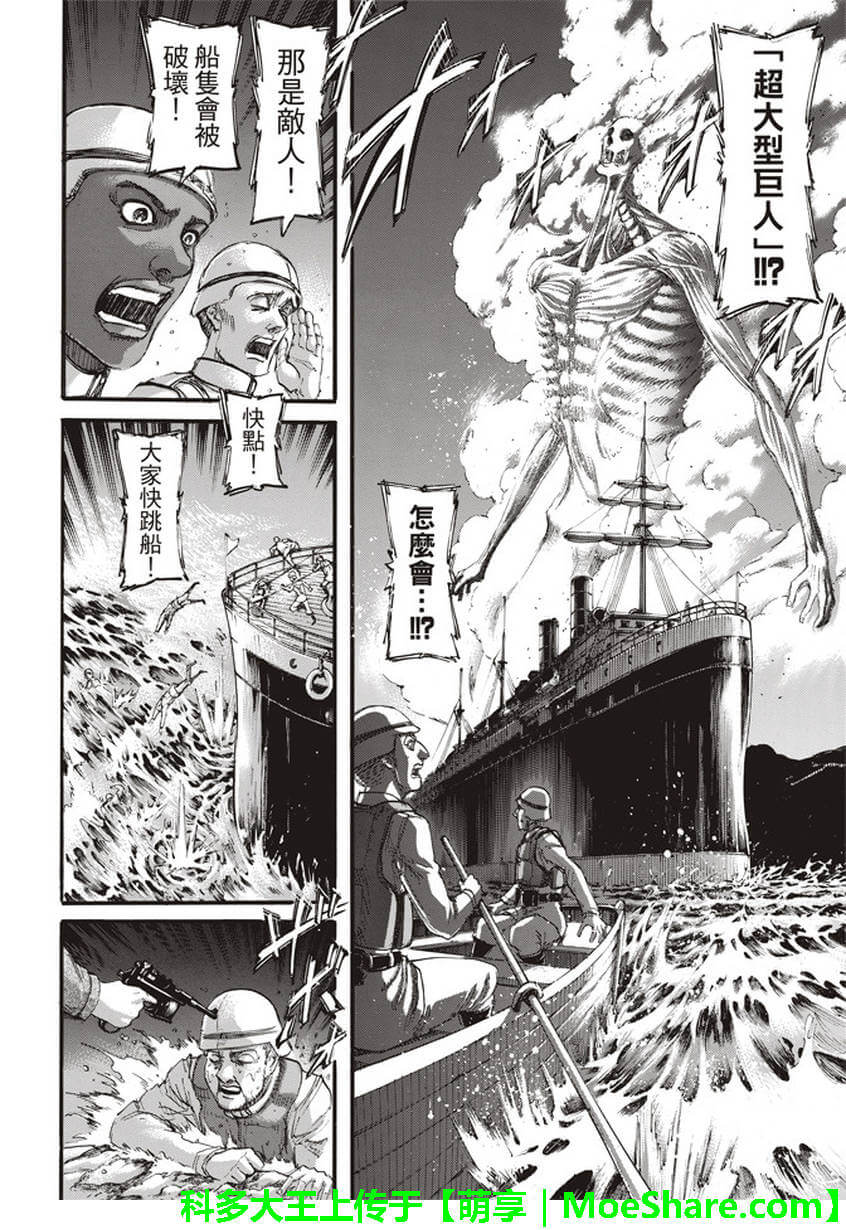 「超大型巨人」!!?
怎麼會…!!?
那是敵人！
船隻會被
破壞！
快點！
大家快跳船！
科多大王上传于【萌享｜MoeShare.com】